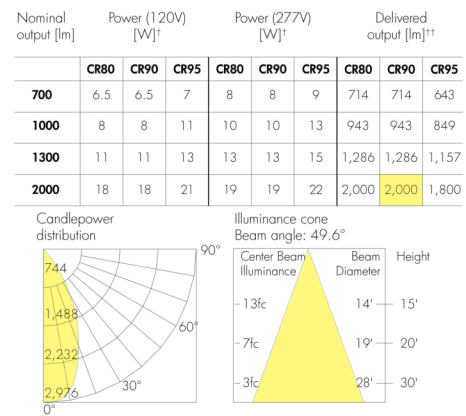 Nominal Power (120V) Power (277V) Delivered
output [lm] [W]† [W]† output [lm]††
CR80 CR90 CR95 CR80 CR90 CR95 CR80 CR90 CR95
700 6.5 6.5 7 8 8 9 714 714 643
1000 8 8 11 10 10 13 943 943 849
1300 11 11 13 13 13 15 1,286 1,286 1,157
2000 18 18 21 19 19 22 2,000 2,000 1,800
Candlepower
distribution
90°
744
1,488
60°
2,232
30°
2,976
0°
Illuminance cone
Beam angle: 49.6°
Center Beam Beam Height
Illuminance Diameter
13fc 14' 15'
7fc 19' 20'
3fc 28' 30'